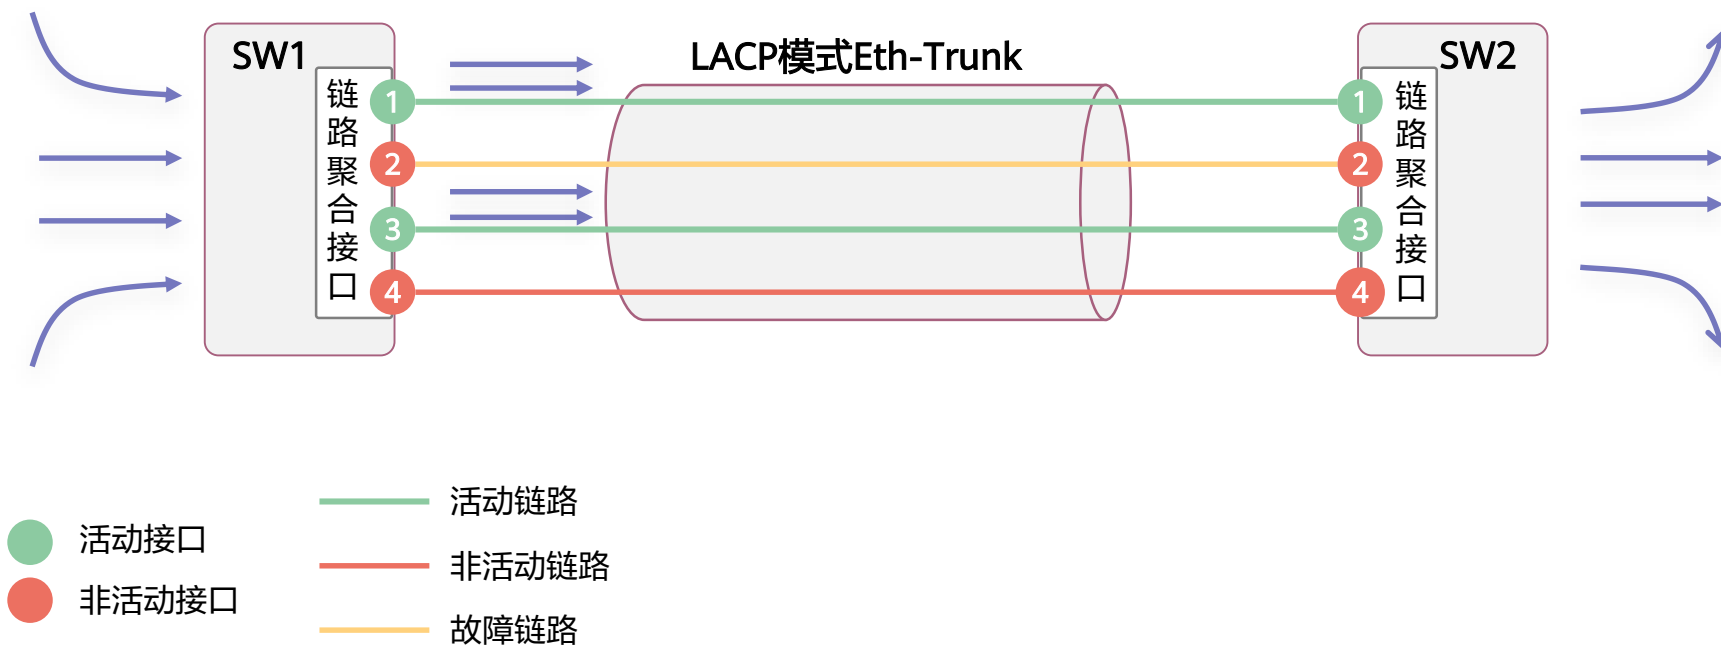 SW1
LACP模式Eth-Trunk
SW2
链路聚合接口
1
2
3
4
1
2
3
4
链路聚合接口
活动接口
非活动接口
活动链路
非活动链路
故障链路